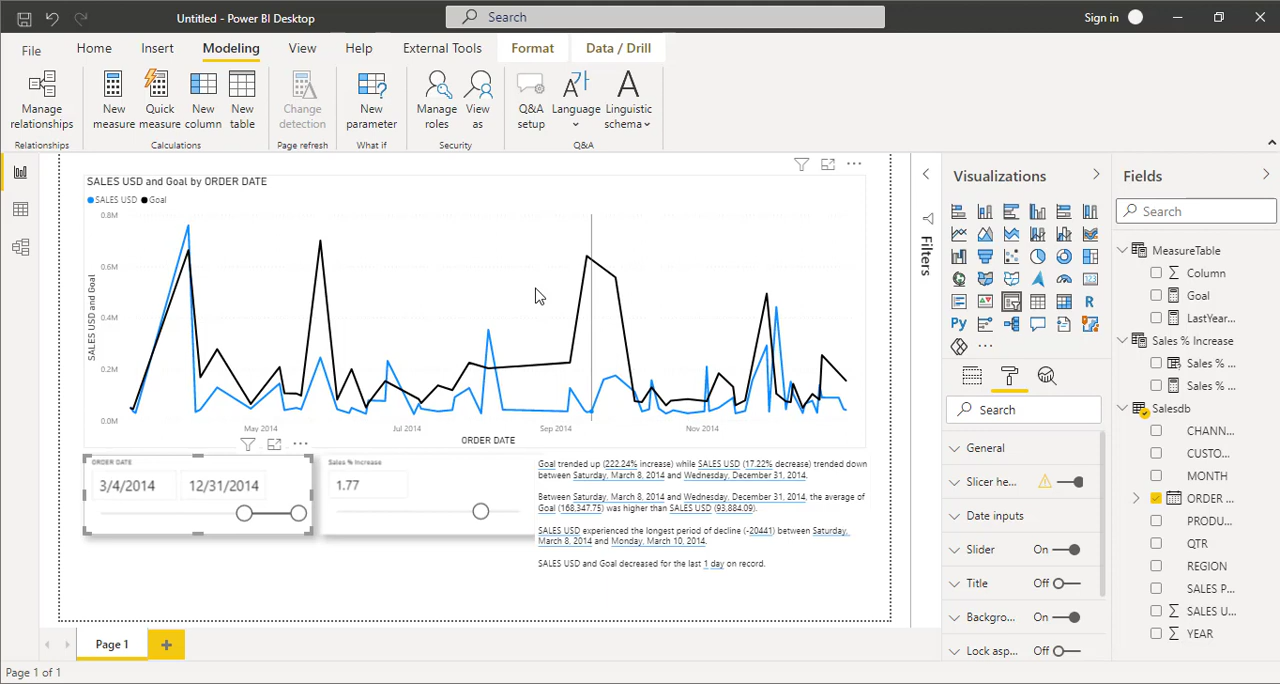 Untitled - Power BI Desktop
Search
Sign in
File
Home
Insert
Modeling
View
Help
External Tools
Format
Data / Drill
Manage
relationships
New
measure
Quick
measure
New
column
New
table
Change
detection
New
parameter
Manage
roles
View
as
Q&A
setup
Language
Linguistic
schema
Relationships
Calculations
Page refresh
What if
Security
Q&A
SALES USD and Goal by ORDER DATE
SALES USD
Goal
0.8M
0.6M
0.4M
0.2M
0.0M
SALES USD and Goal
May 2014
Jul 2014
Sep 2014
Nov 2014
ORDER DATE
ORDER DATE
3/4/2014
12/31/2014
Sales % Increase
1.77
Goal trended up (222.24% increase) while SALES USD (17.22% decrease) trended down
between Saturday, March 8, 2014 and Wednesday, December 31, 2014.
Between Saturday, March 8, 2014 and Wednesday, December 31, 2014, the average of
Goal (168,347.75) was higher than SALES USD (93,884.09).
SALES USD experienced the longest period of decline (-20441) between Saturday,
March 8, 2014 and Monday, March 10, 2014.
SALES USD and Goal decreased for the last 1 day on record.
Filters
Visualizations
R
Py
123
Search
General
Slicer he...
Date inputs
Slider
On
Title
Off
Backgro...
On
Lock asp...
Off
Fields
Search
MeasureTable
Column
Goal
LastYear...
Sales % Increase
Sales % ...
Sales % ...
Salesdb
CHANN...
CUSTO...
MONTH
ORDER ...
PRODU...
QTR
REGION
SALES P...
SALES U...
YEAR
Page 1
Page 1 of 1